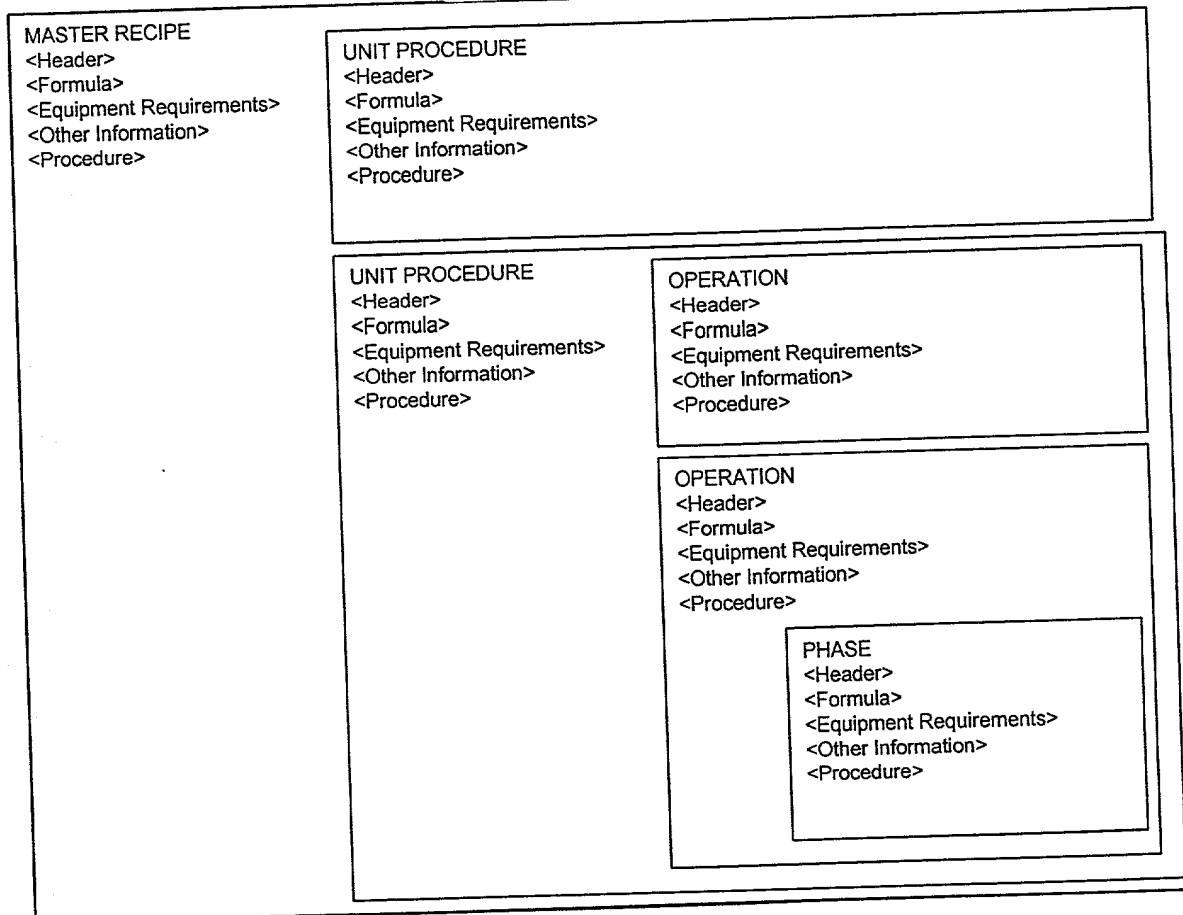 MASTER RECIPE
<Header>
<Formula>
<Equipment Requirements>
<Other Information>
<Procedure>
UNIT PROCEDURE
<Header>
<Formula>
<Equipment Requirements>
<Other Information>
<Procedure>
UNIT PROCEDURE
<Header>
<Formula>
<Equipment Requirements>
<Other Information>
<Procedure>
OPERATION
<Header>
<Formula>
<Equipment Requirements>
<Other Information>
<Procedure>
OPERATION
<Header>
<Formula>
<Equipment Requirements>
<Other Information>
<Procedure>
PHASE
<Header>
<Formula>
<Equipment Requirements>
<Other Information>
<Procedure>